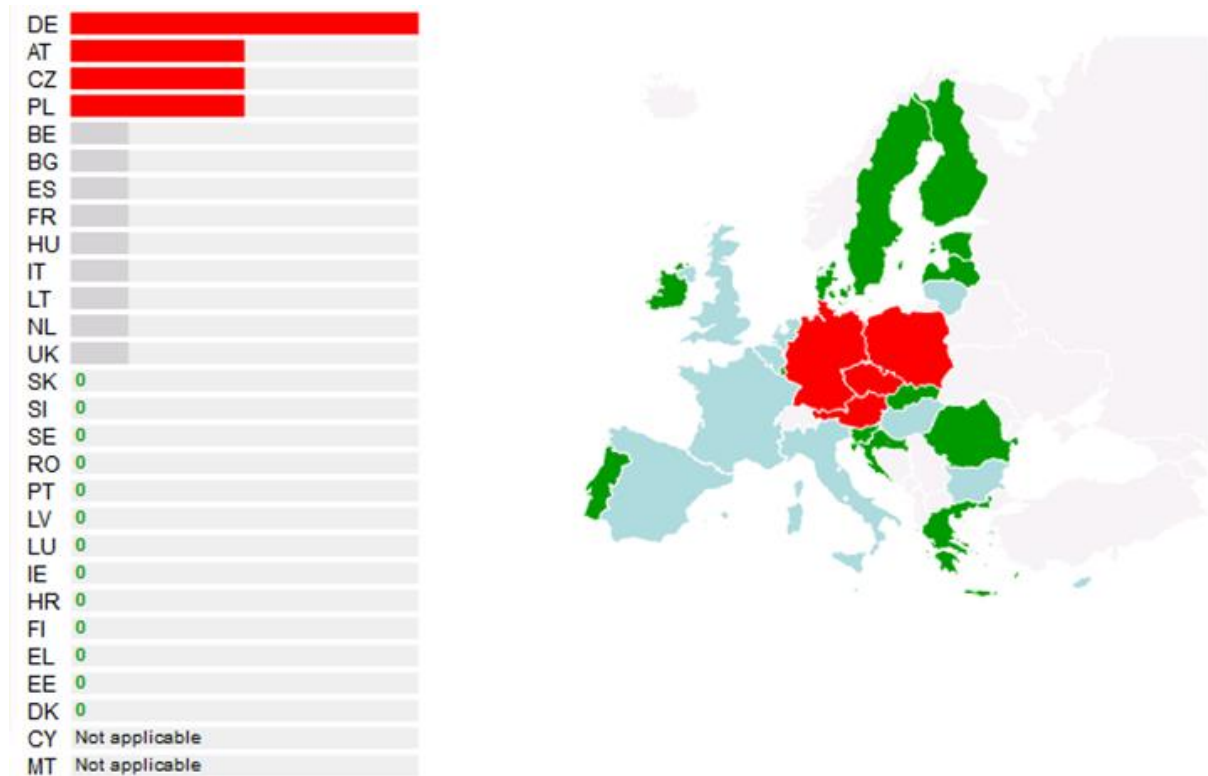 DE
AT
CZ
PL
BE
BG
ES
FR
HU
IT
LT
NL
UK
SK 0
SI 0
SE 0
RO 0
PT 0
LV 0
LU 0
IE 0
HR 0
FI 0
EL 0
EE 0
DK 0
CY Not applicable
MT Not applicable